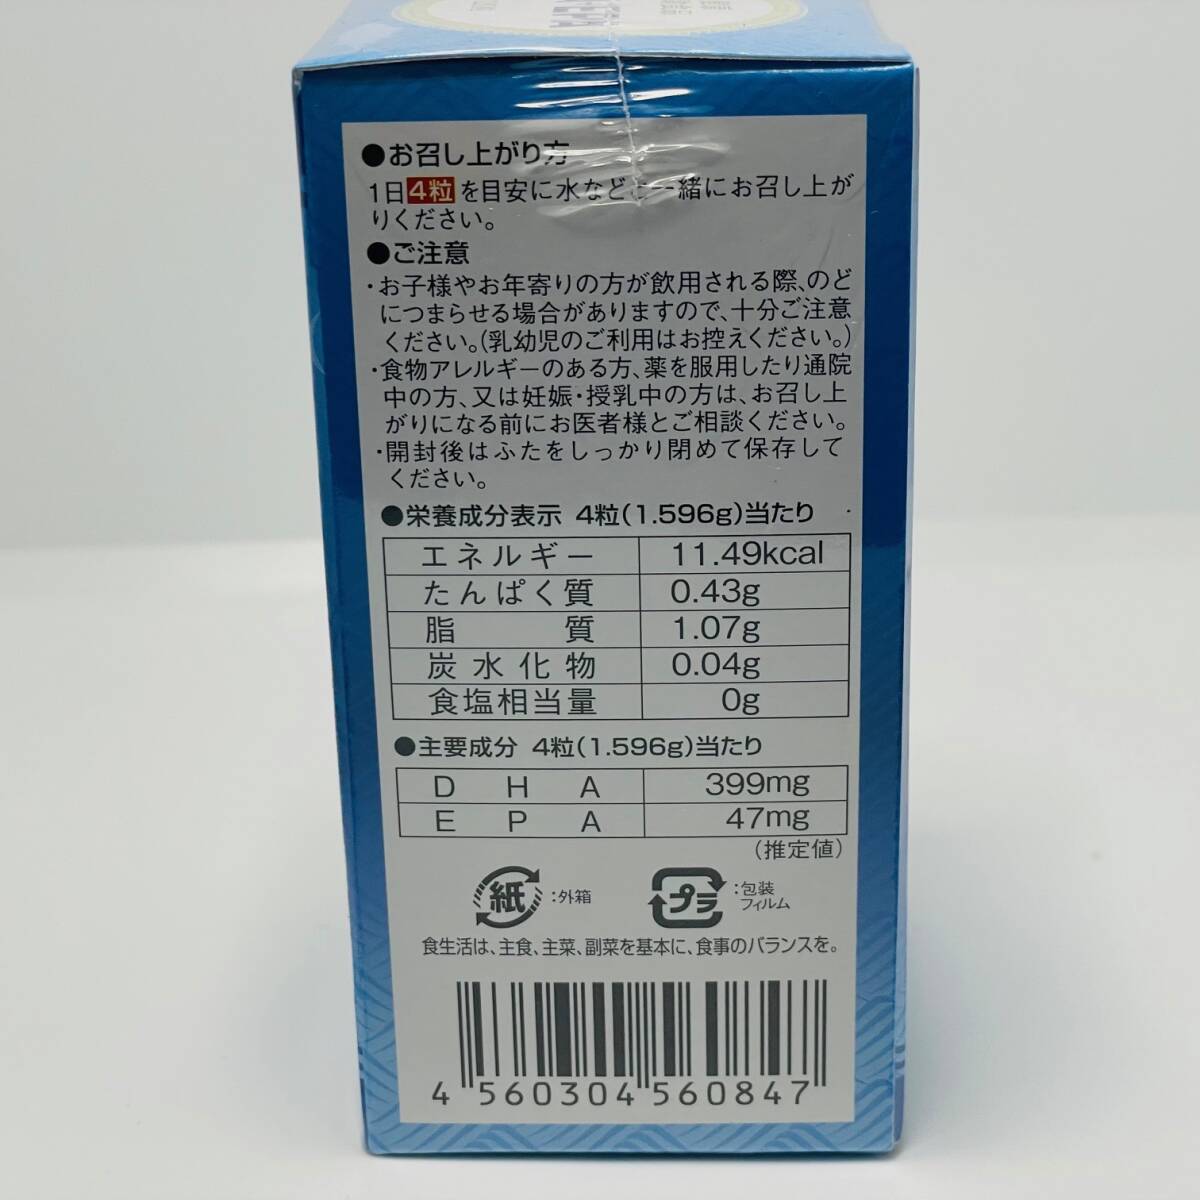 ●お召し上がり方
1日4粒を目安に水などと一緒にお召し上が
りください。
●ご注意
・お子様やお年寄りの方が飲用される際、のど
につまらせる場合がありますので、十分ご注意
ください。(乳幼児のご利用はお控えください。)
・食物アレルギーのある方、薬を服用したり通院
中の方、又は妊娠・授乳中の方は、お召し上
がりになる前にお医者様とご相談ください。
・開封後はふたをしっかり閉めて保存して
ください。
●栄養成分表示 4粒(1.596g)当たり
エネルギー 11.49kcal
たんぱく質 0.43g
脂質 1.07g
炭水化物 0.04g
食塩相当量 0g
●主要成分 4粒(1.596g)当たり
DHA 399mg
EPA 47mg
(推定値)
紙 :外箱
プラ :包装
フィルム
食生活は、主食、主菜、副菜を基本に、食事のバランスを。
4 560304 560847